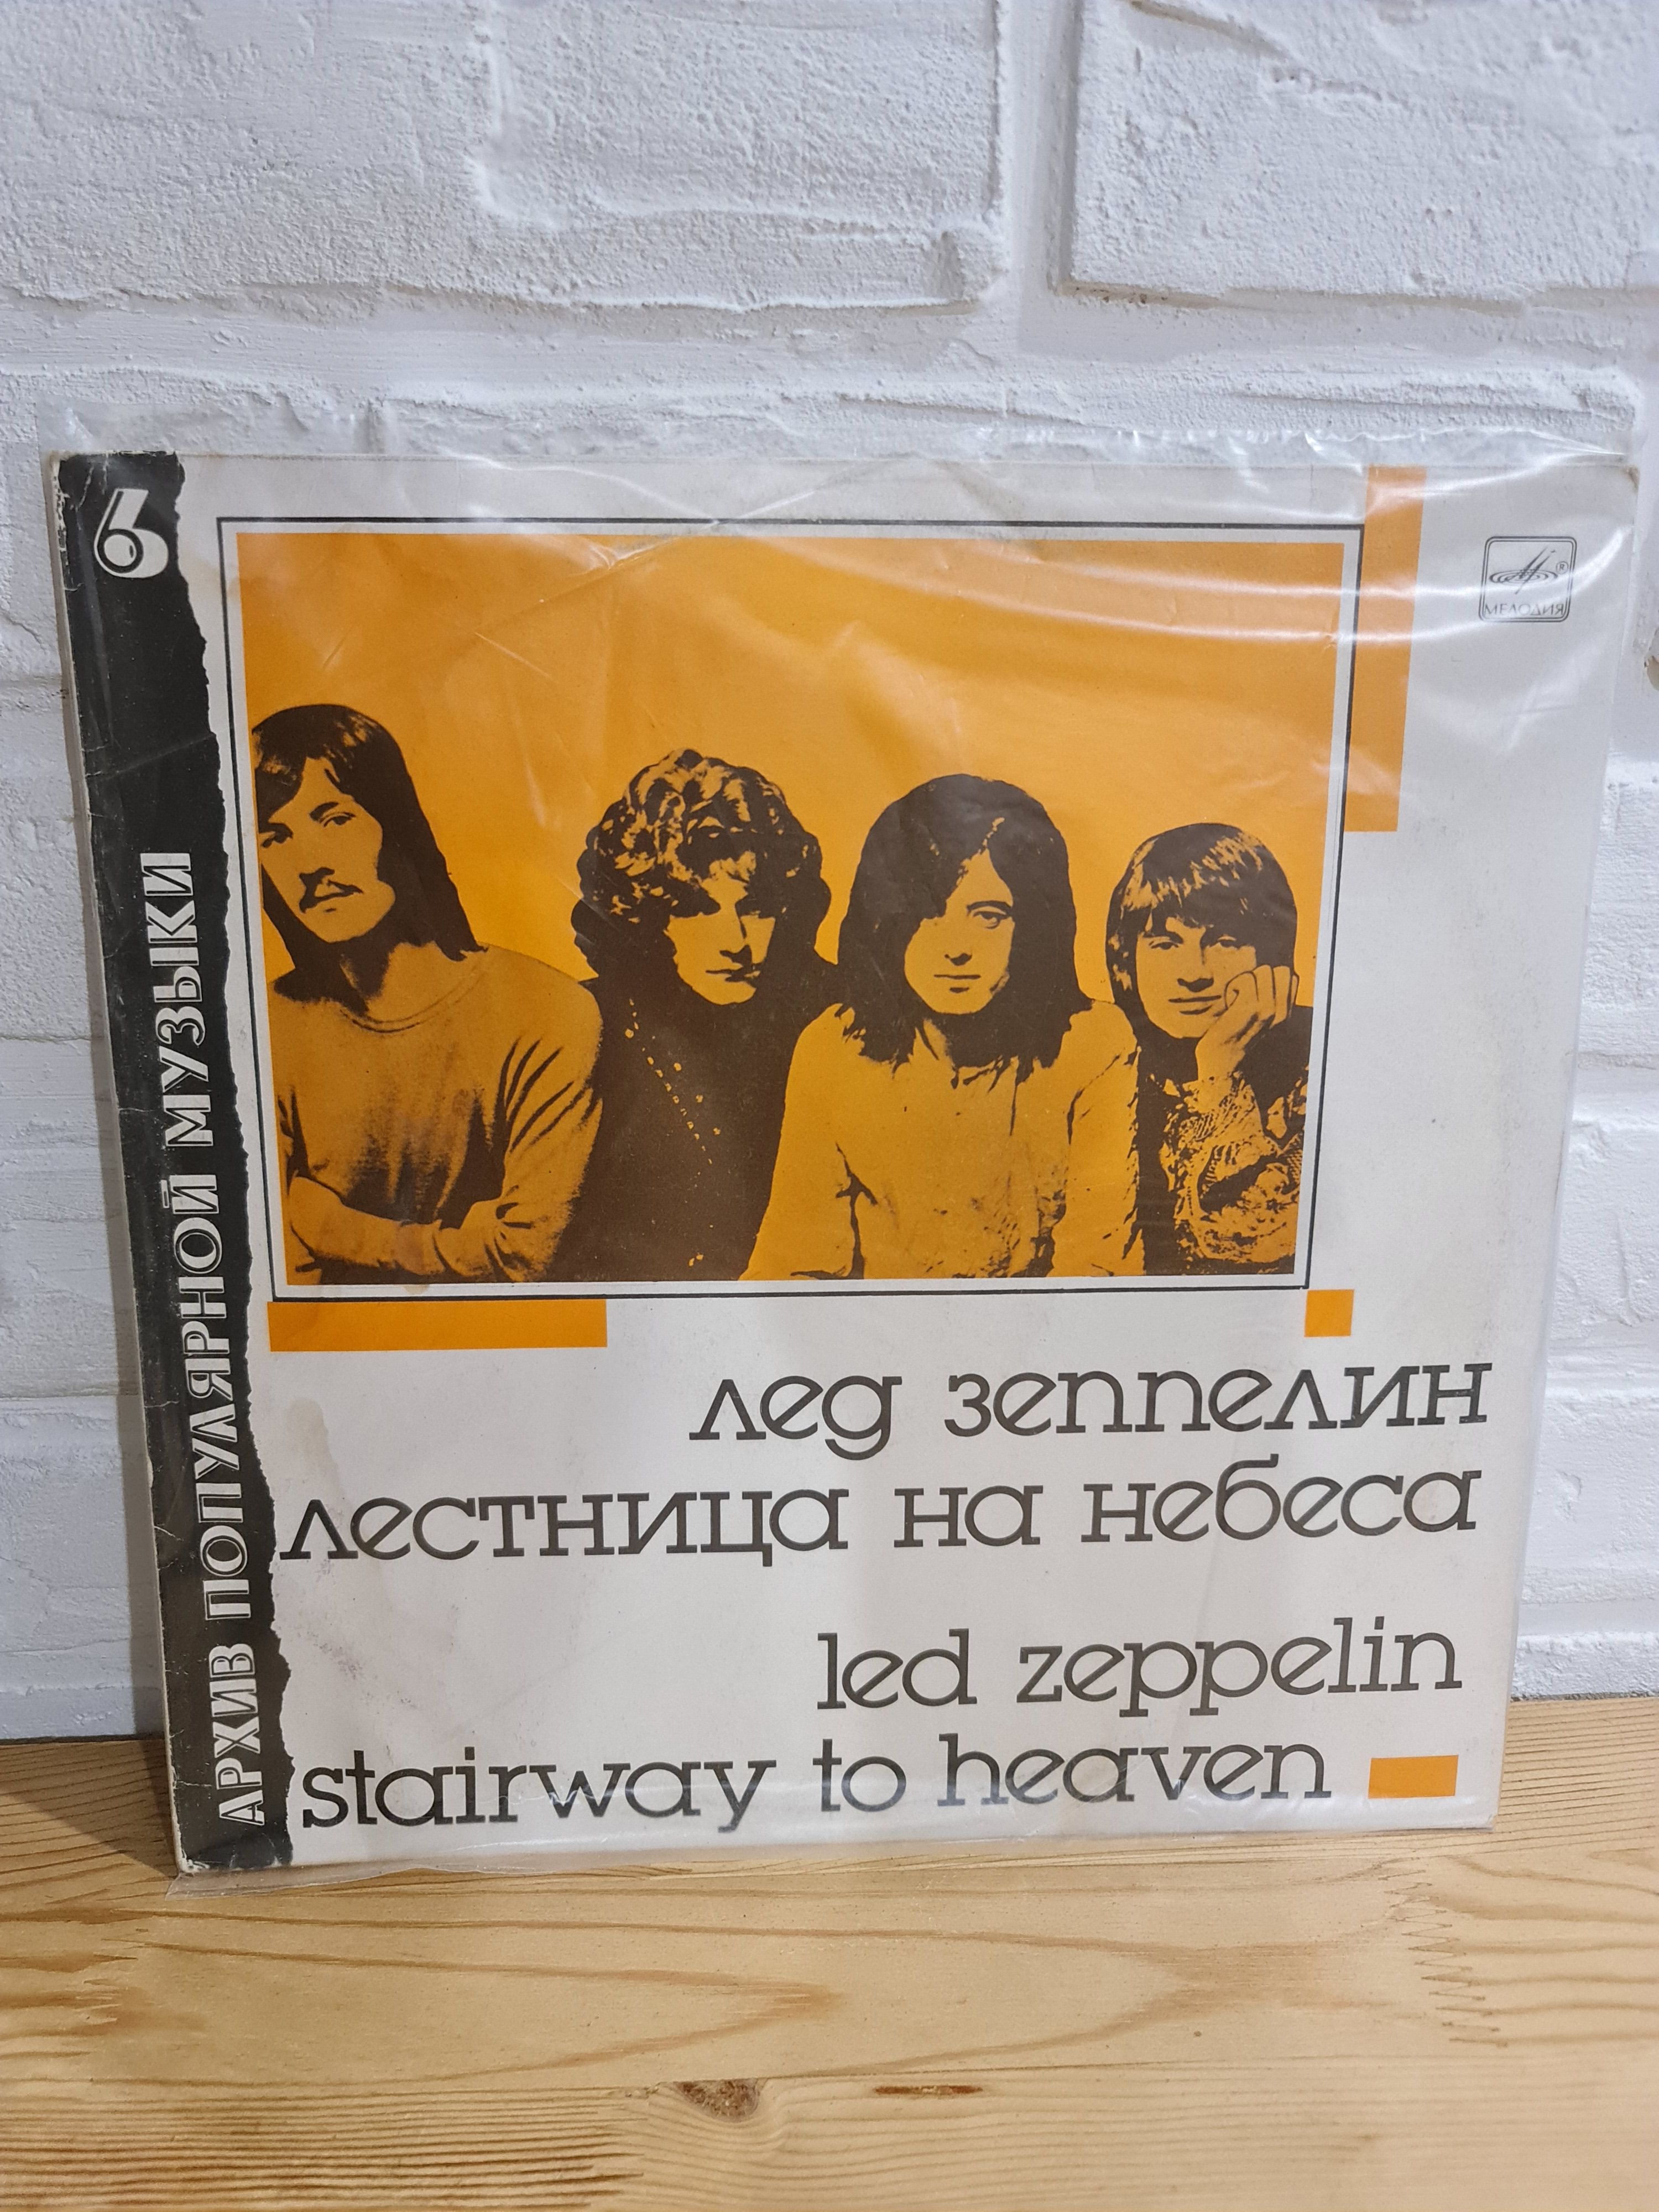 6
АРХИВ ПОПУЛЯРНОЙ МУЗЫКИ
МЕЛОДИЯ ®
лед зеппелин
лестница на небеса
led zeppelin
stairway to heaven